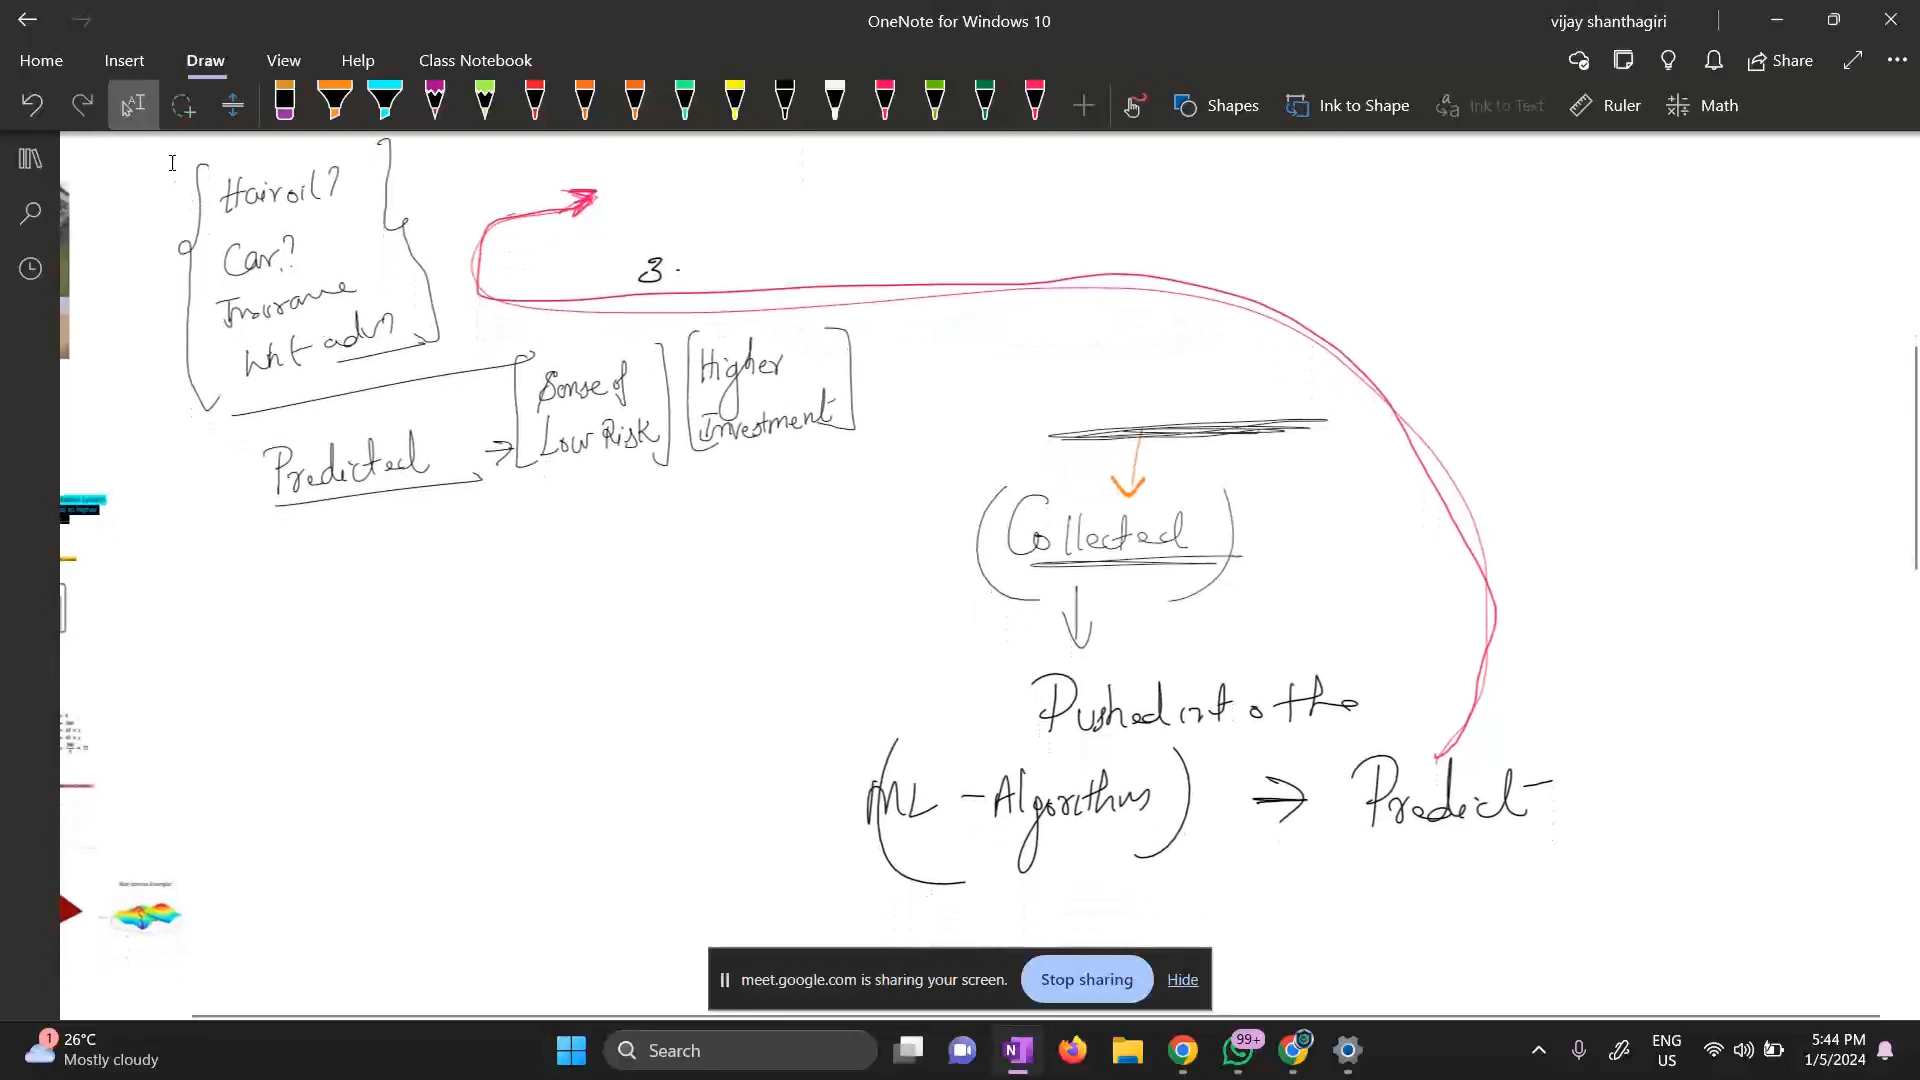 OneNote for Windows 10
vijay shanthagiri
Home Insert Draw View Help Class Notebook
Share
Shapes
Ink to Shape
Ink to Text
Ruler
Math
Hairoil?
Car?
Insurance
Wht
3.
Sense of
Low Risk
Higher
Investment
Predicted
Collected
Pushed into the
ML - Algorithms
Predict
meet.google.com is sharing your screen.
Stop sharing
Hide
1
26°C
Mostly cloudy
Search
99+
ENG
US
5:44 PM
1/5/2024